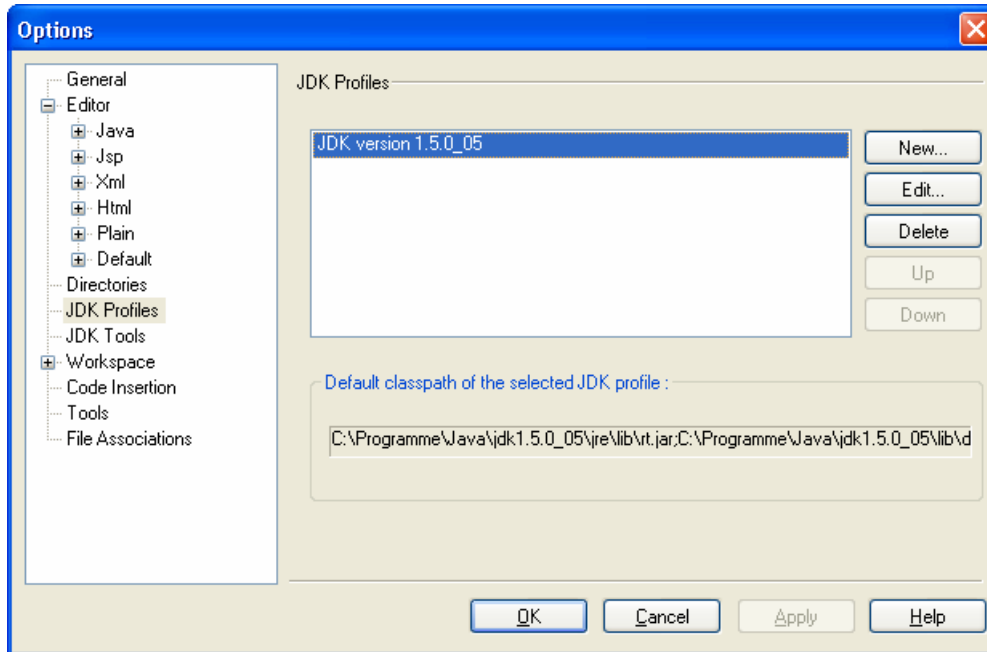 Options
General
Editor
Java
Jsp
Xml
Html
Plain
Default
Directories
JDK Profiles
JDK Tools
Workspace
Code Insertion
Tools
File Associations
JDK Profiles
JDK version 1.5.0_05
New...
Edit...
Delete
Up
Down
Default classpath of the selected JDK profile :
C:\Programme\Java\jdk1.5.0_05\jre\lib\rt.jar;C:\Programme\Java\jdk1.5.0_05\lib\d
OK
Cancel
Apply
Help